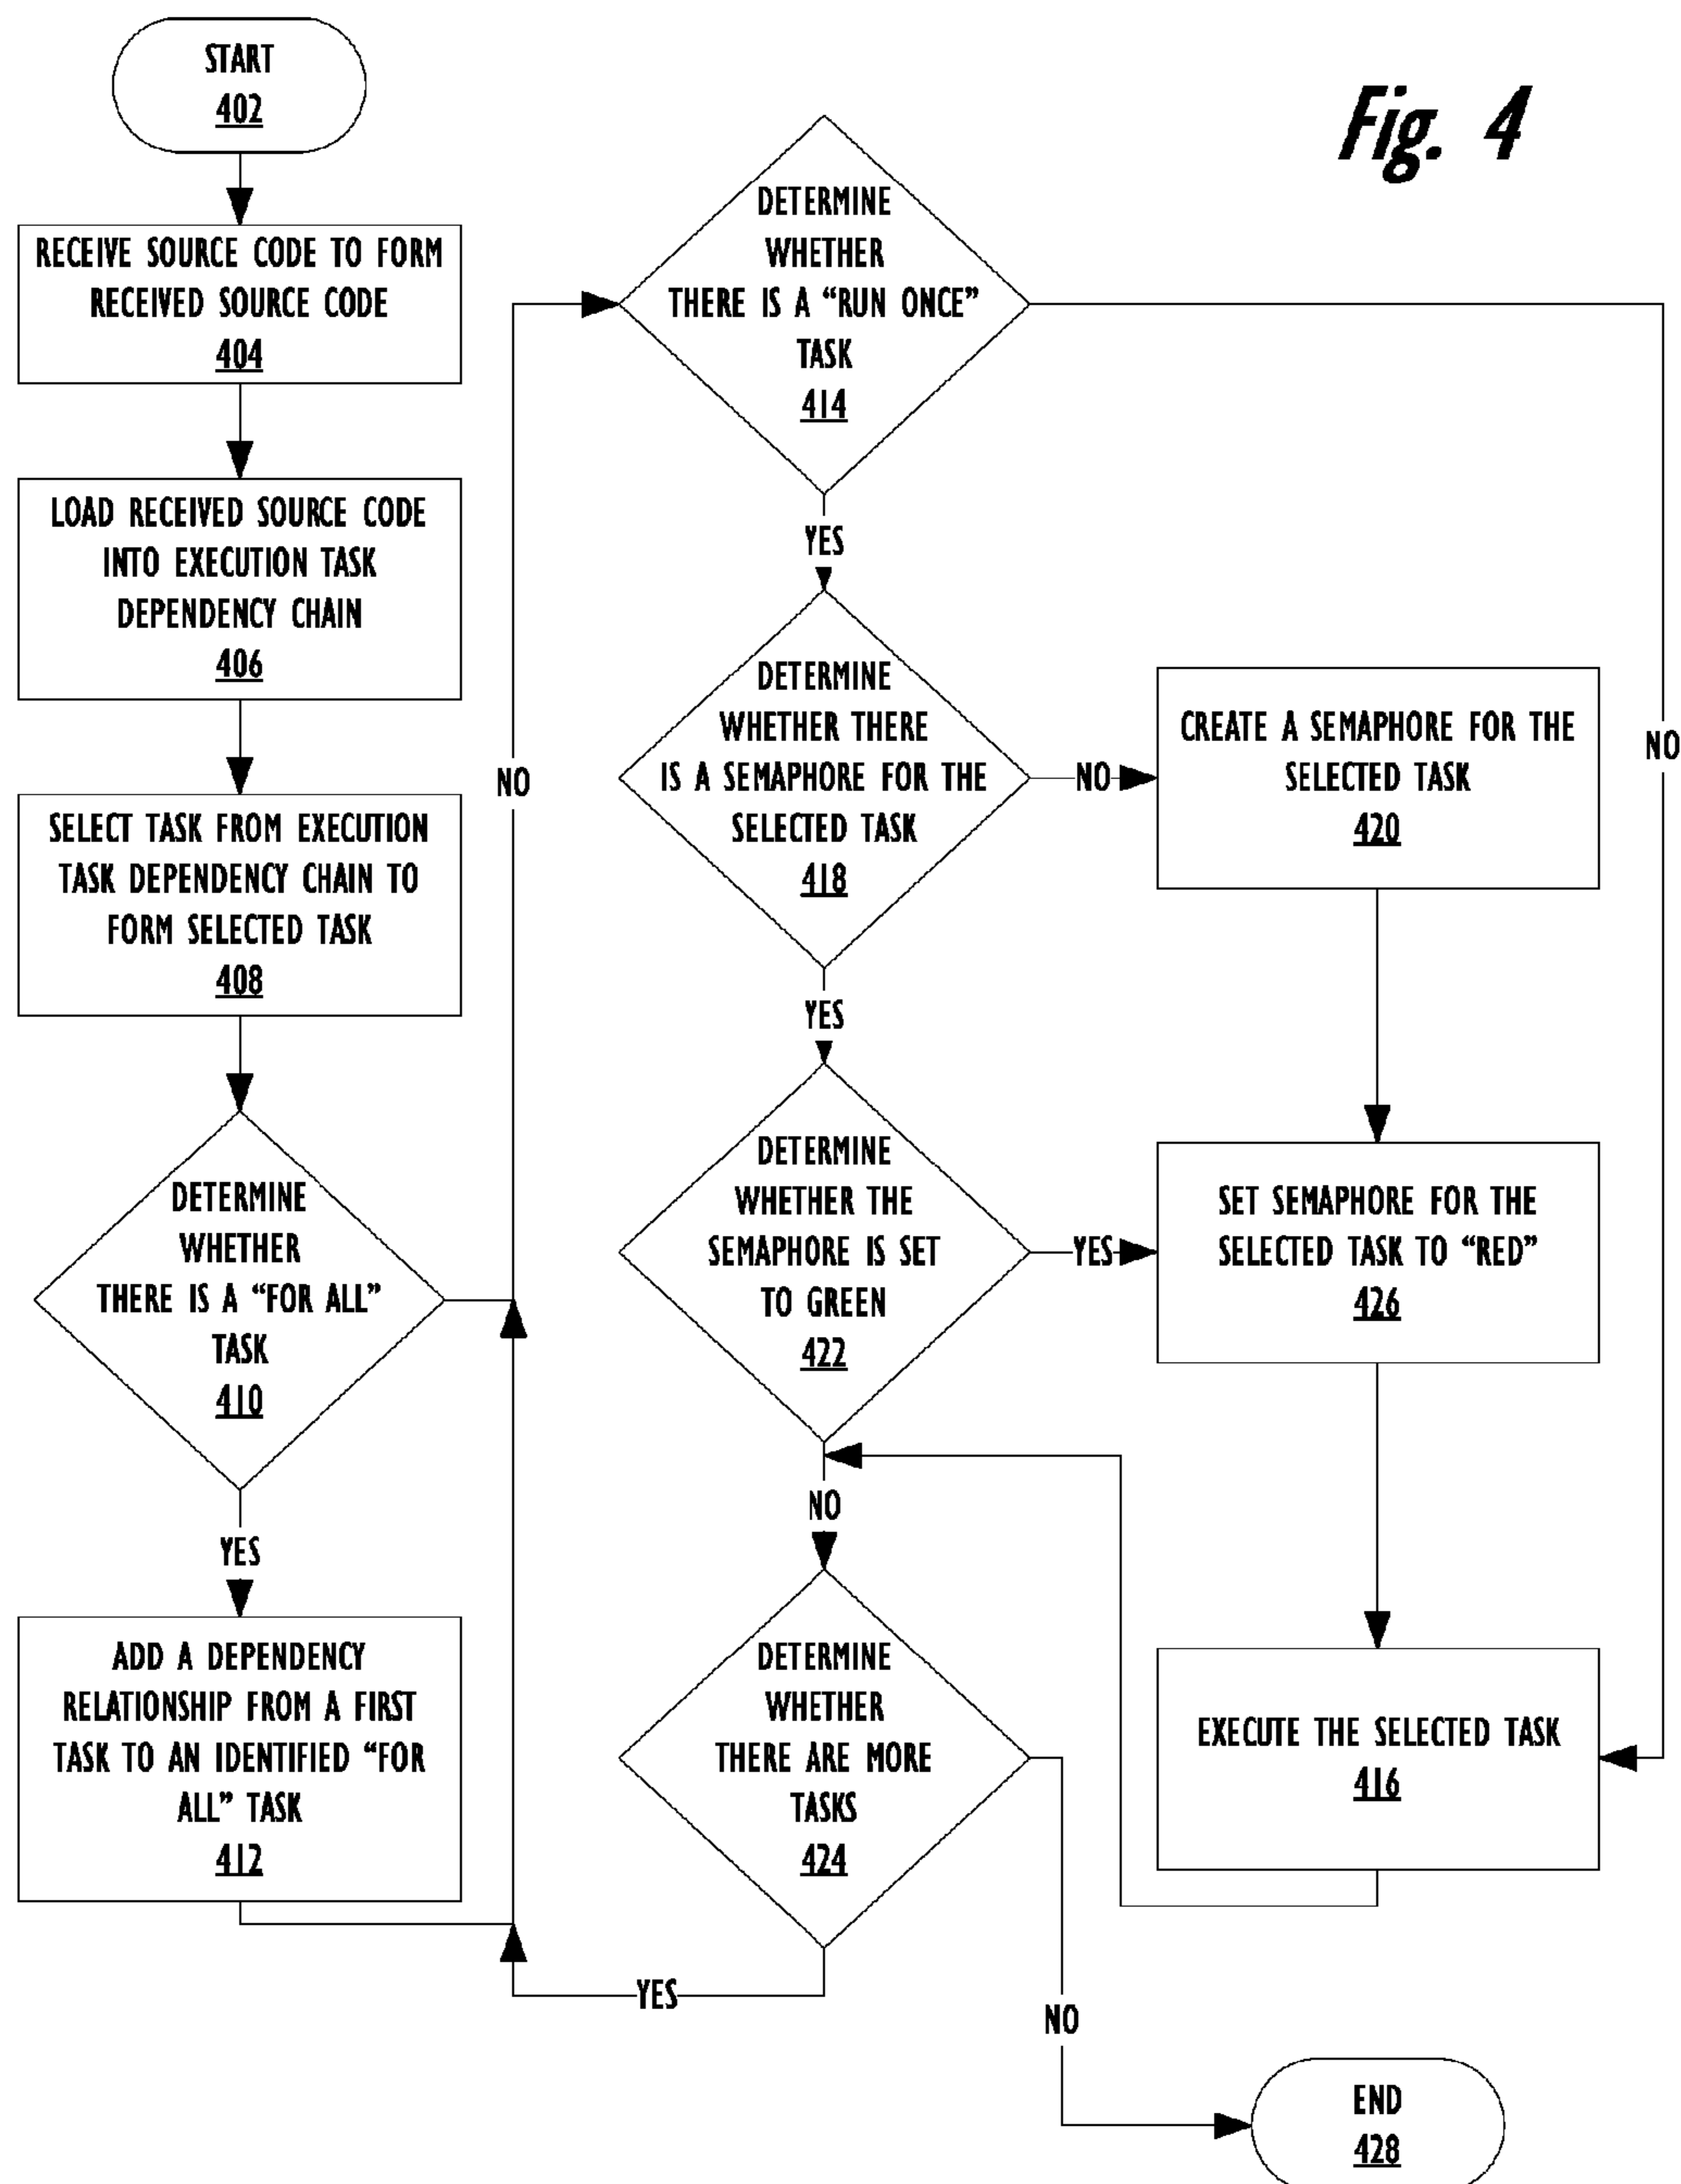 START
402
RECEIVE SOURCE CODE TO FORM
RECEIVED SOURCE CODE
404
LOAD RECEIVED SOURCE CODE
INTO EXECUTION TASK
DEPENDENCY CHAIN
406
SELECT TASK FROM EXECUTION
TASK DEPENDENCY CHAIN TO
FORM SELECTED TASK
408
DETERMINE
WHETHER
THERE IS A “FOR ALL”
TASK
410
YES
ADD A DEPENDENCY
RELATIONSHIP FROM A FIRST
TASK TO AN IDENTIFIED “FOR
ALL” TASK
412
NO
Fig. 4
DETERMINE
WHETHER
THERE IS A “RUN ONCE”
TASK
414
YES
NO
DETERMINE
WHETHER THERE
IS A SEMAPHORE FOR THE
SELECTED TASK
418
NO
CREATE A SEMAPHORE FOR THE
SELECTED TASK
420
YES
DETERMINE
WHETHER THE
SEMAPHORE IS SET
TO GREEN
422
YES
SET SEMAPHORE FOR THE
SELECTED TASK TO “RED”
426
NO
DETERMINE
WHETHER
THERE ARE MORE
TASKS
424
EXECUTE THE SELECTED TASK
416
YES
NO
END
428